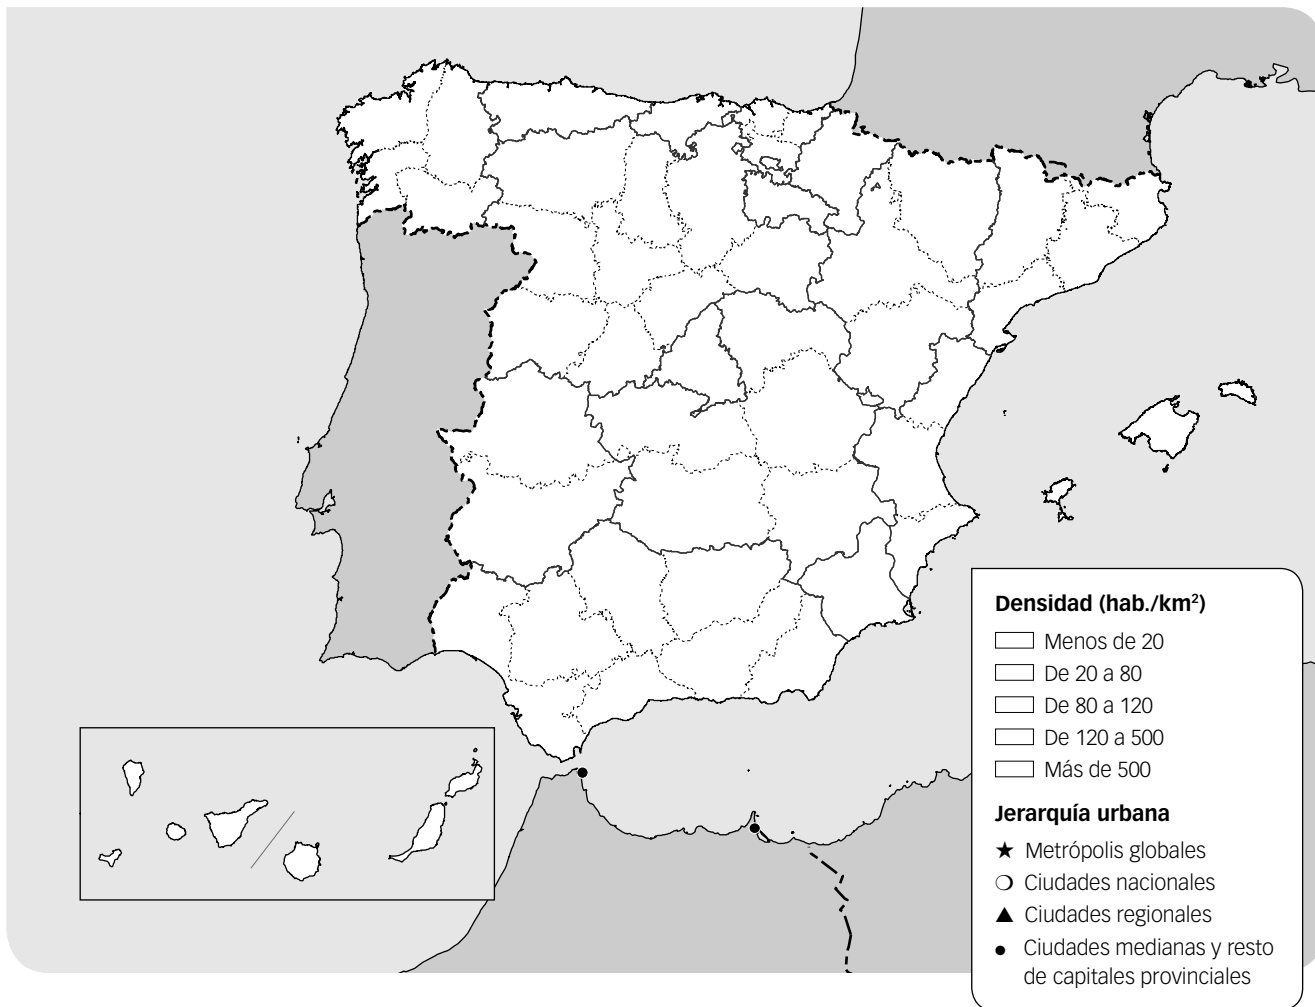 Densidad (hab./km²)
Menos de 20
De 20 a 80
De 80 a 120
De 120 a 500
Más de 500
Jerarquía urbana
Metrópolis globales
Ciudades nacionales
Ciudades regionales
Ciudades medianas y resto
de capitales provinciales